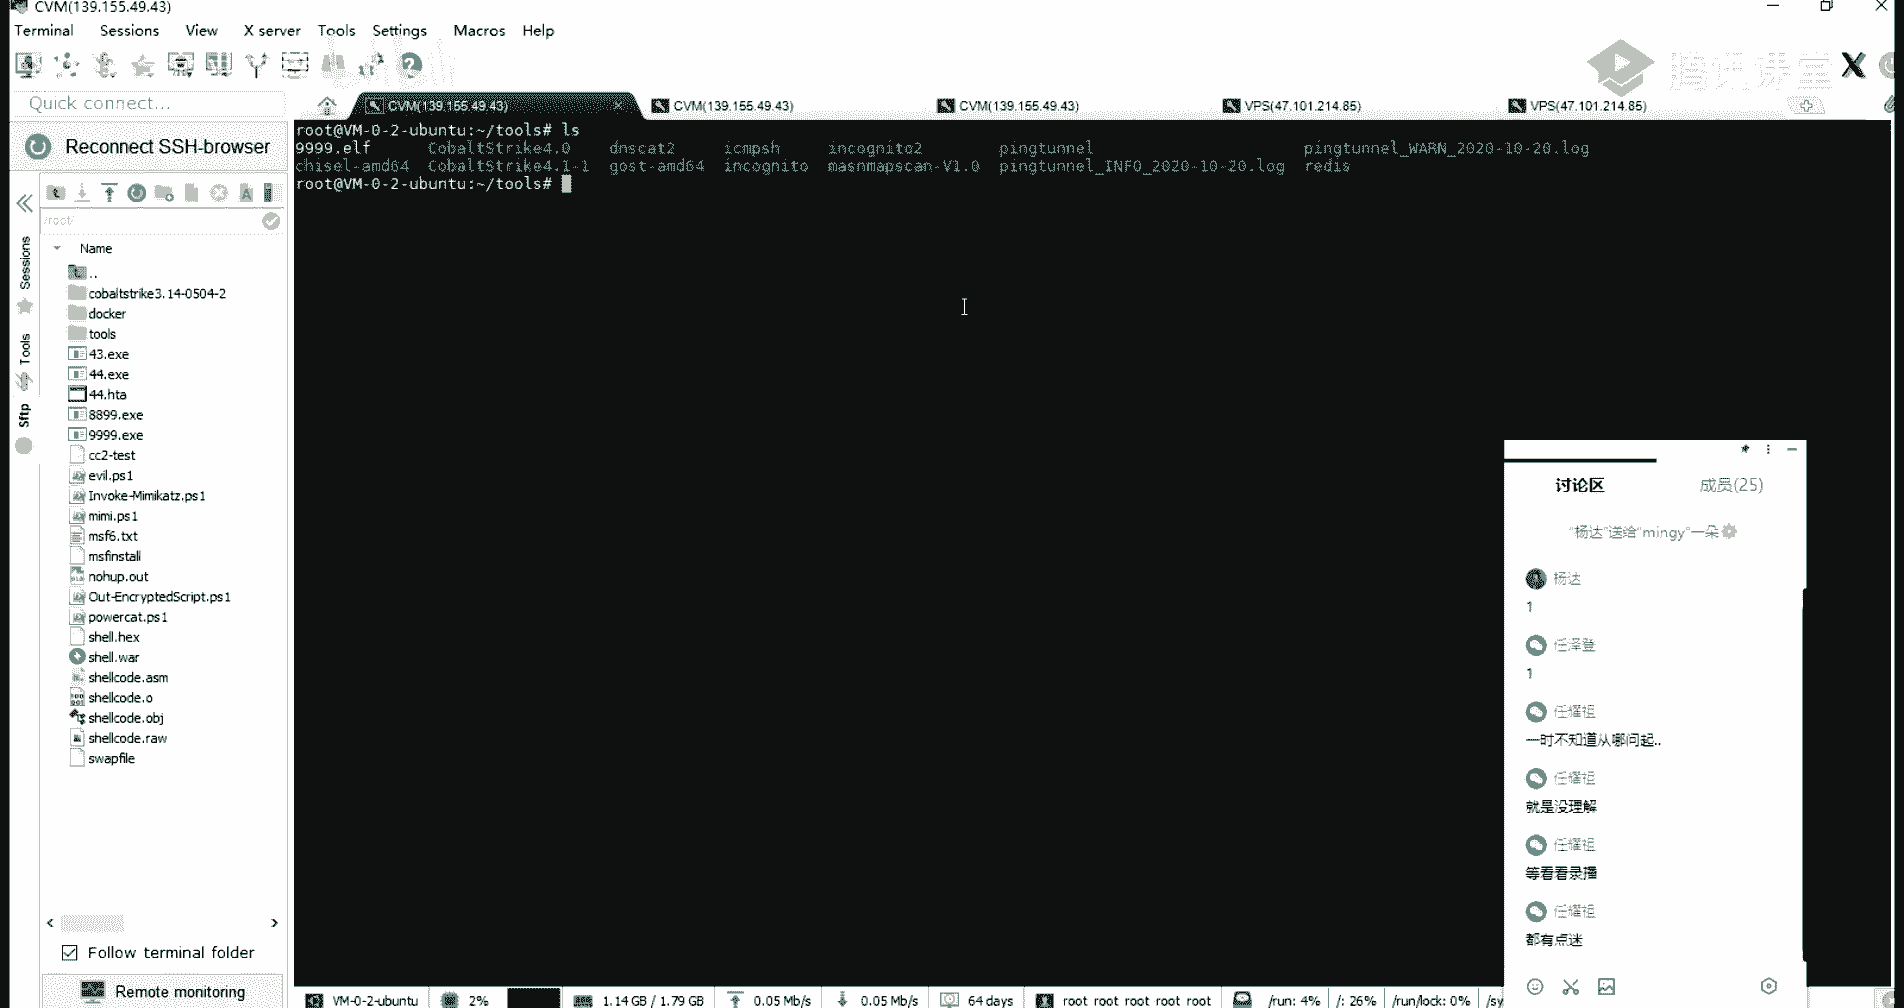 CVM(139.155.49.43)
Terminal Sessions View X server Tools Settings Macros Help
腾讯课堂
Quick connect...
CVM(139.155.49.43) CVM(139.155.49.43) CVM(139.155.49.43) VPS(47.101.214.85) VPS(47.101.214.85)
Reconnect SSH-browser
/root/
Name
..
cobaltstrike3.14-0504-2
docker
tools
43.exe
44.exe
44.hta
8899.exe
9999.exe
cc2-test
evil.ps1
Invoke-Mimikatz.ps1
mimi.ps1
msf6.txt
msfinstall
nohup.out
Out-EncryptedScript.ps1
powercat.ps1
shell.hex
shell.war
shellcode.asm
shellcode.o
shellcode.obj
shellcode.raw
swapfile
Sessions
Tools
Sftp
Follow terminal folder
Remote monitoring
root@VM-0-2-ubuntu:~/tools# ls
9999.elf CobaltStrike4.0 dnscat2 icmpsh incognito2 pingtunnel pingtunnel_WARN_2020-10-20.log
chisel-amd64 CobaltStrike4.1-1 gost-amd64 incognito masnmapscan-V1.0 pingtunnel_INFO_2020-10-20.log redis
root@VM-0-2-ubuntu:~/tools#
讨论区 成员(25)
"杨达"送给"mingy"一朵
杨达
1
任泽登
1
任耀祖
一时不知道从哪问起..
任耀祖
就是没理解
任耀祖
等看看录播
任耀祖
都有点迷
VM-0-2-ubuntu 2% 1.14 GB / 1.79 GB 0.05 Mb/s 0.05 Mb/s 64 days root root root root root /run: 4% /: 26% /run/lock: 0% /sy